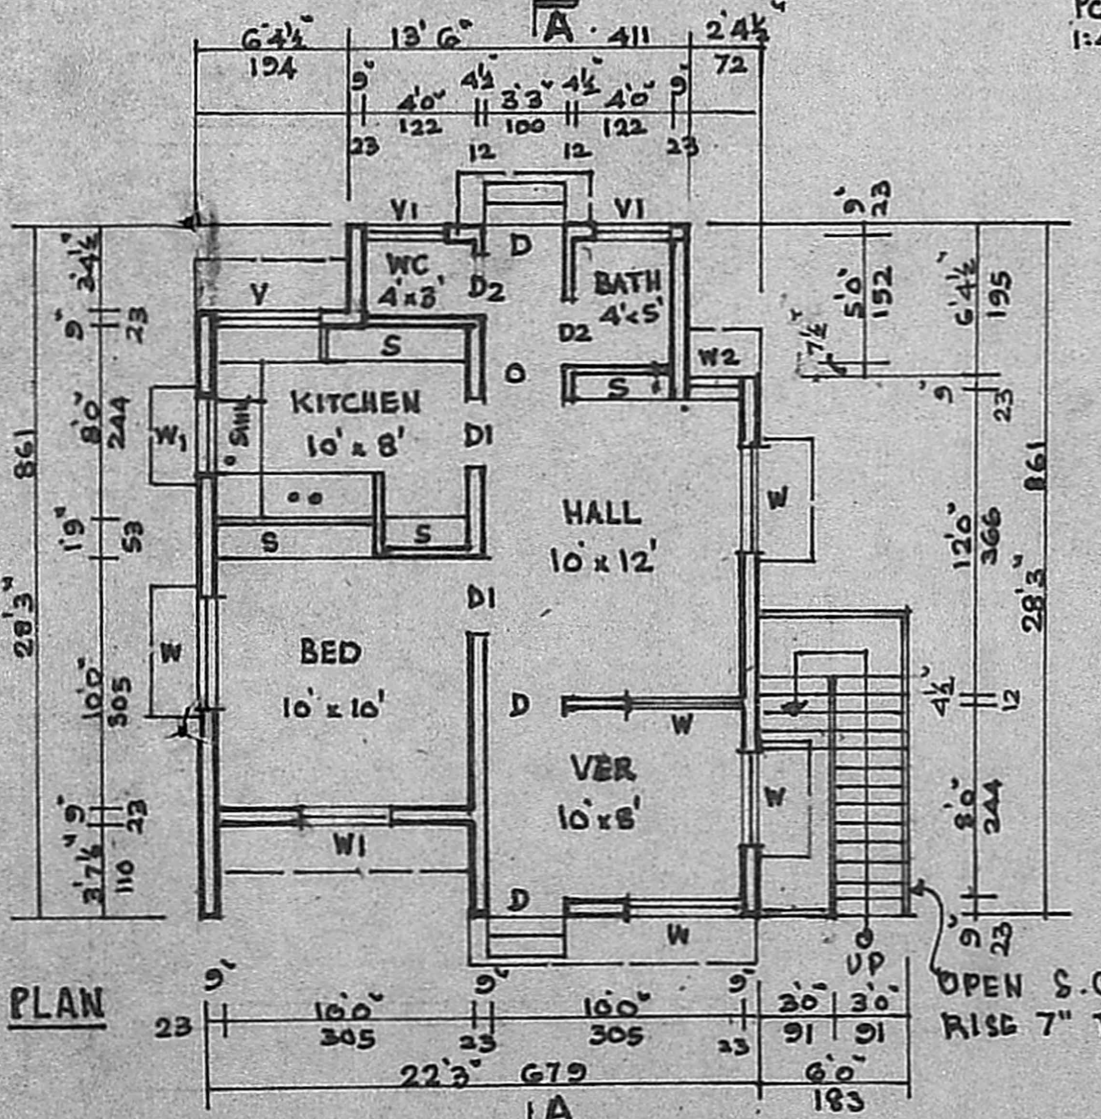 A
6'4½" 13'6" 411 2'4½"
194 72
9" 4'0" 4½" 3'3" 4½" 4'0" 9"
122 100 122
23 12 12 23
V1 V1
D
WC
4'x3'
D2
BATH
4'x5'
D2
V
S
O
S
W2
KITCHEN
10' x 8'
SINK
W1
D1
S
S
HALL
10' x 12'
W
D1
BED
10' x 10'
W
D
W
VER
10'x8'
W
W1
D
W
2'4½"
9" 23
8'0" 244
1'9" 53
10'0" 305
9" 23
3'7½" 110
861
28'3"
9" 23
5'0" 152
7½"
6'4½" 195
9" 23
12'0" 366
4½" 12
8'0" 244
9" 23
861
28'3"
UP
OPEN S.
RISE 7"
PLAN
9" 10'0" 9" 10'0" 9" 3'0" 3'0"
23 305 23 305 23 91 91
22'3" 679 6'0"
183
A